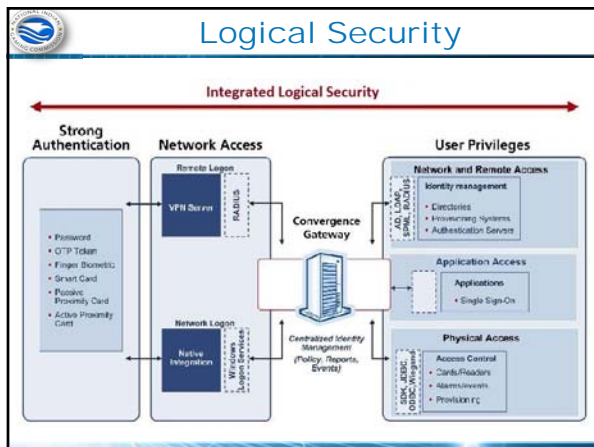 NATIONAL INDIAN
GAMING COMMISSION
Logical Security
Integrated Logical Security
Strong
Authentication
• Password
• OTP Token
• Finger Biometric
• Smart Card
• Passive
Proximity Card
• Active Proximity
Card
Network Access
Remote Logon
VPN Server
RADIUS
Network Logon
Native
Integration
Windows
(Logon Services)
Convergence
Gateway
Centralized Identity
Management
(Policy, Reports,
Events)
User Privileges
Network and Remote Access
AD, LDAP,
SPML, RADIUS
Identity management
• Directories
• Provisioning Systems
• Authentication Servers
Application Access
Applications
• Single Sign-On
Physical Access
SDK, JDBC,
ODBC, Wiegand
Access Control
• Cards/Readers
• Alarms/events
• Provisioning